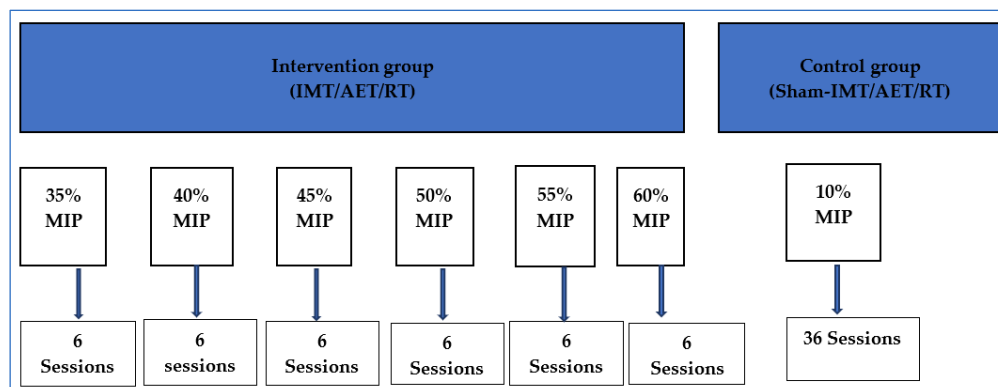 Intervention group
(IMT/AET/RT)
Control group
(Sham-IMT/AET/RT)
35%
MIP
40%
MIP
45%
MIP
50%
MIP
55%
MIP
60%
MIP
10%
MIP
6
Sessions
6
sessions
6
Sessions
6
Sessions
6
Sessions
6
Sessions
36 Sessions